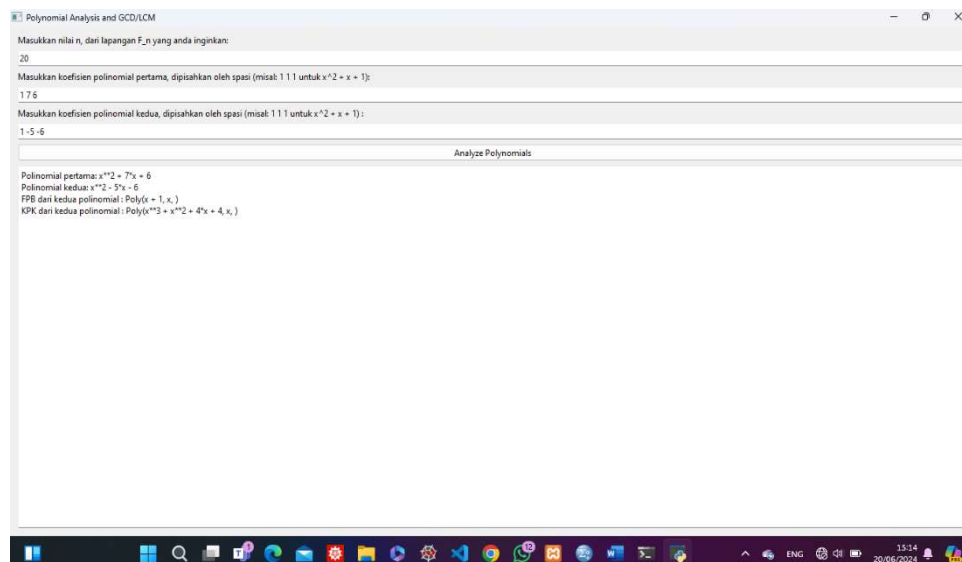 Polynomial Analysis and GCD/LCM
Masukkan nilai n, dari lapangan F_n yang anda inginkan:
20
Masukkan koefisien polinomial pertama, dipisahkan oleh spasi (misal: 1 1 1 untuk x^2 + x + 1):
1 7 6
Masukkan koefisien polinomial kedua, dipisahkan oleh spasi (misal: 1 1 1 untuk x^2 + x + 1) :
1 -5 -6
Analyze Polynomials
Polinomial pertama: x**2 + 7*x + 6
Polinomial kedua: x**2 - 5*x - 6
FPB dari kedua polinomial : Poly(x + 1, x, )
KPK dari kedua polinomial : Poly(x**3 + x**2 + 4*x + 4, x, )
ENG
15:14
20/06/2024